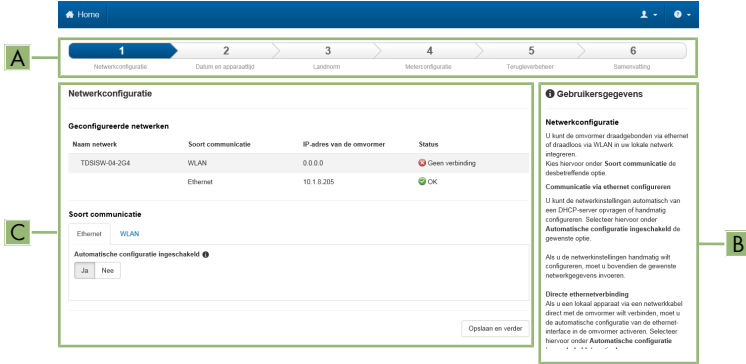 Home
1 2 3 4 5 6
Netwerkconfiguratie Datum en apparaattijd Landnorm Meterconfiguratie Terugleverbeheer Samenvatting
A
Netwerkconfiguratie
Geconfigureerde netwerken
Naam netwerk Soort communicatie IP-adres van de omvormer Status
TDSISW-04-2G4 WLAN 0.0.0.0 Geen verbinding
Ethernet 10.1.8.205 OK
Soort communicatie
C
Ethernet WLAN
Automatische configuratie ingeschakeld
Ja Nee
Opslaan en verder
Gebruikersgegevens
Netwerkconfiguratie
U kunt de omvormer draadgebonden via ethernet
of draadloos via WLAN in uw lokale netwerk
integreren.
Kies hiervoor onder Soort communicatie de
desbetreffende optie.
Communicatie via ethernet configureren
U kunt de netwerkinstellingen automatisch van
een DHCP-server opvragen of handmatig
configureren. Selecteer hiervoor onder
Automatische configuratie ingeschakeld de
gewenste optie.
B
Als u de netwerkinstellingen handmatig wilt
configureren, moet u bovendien de gewenste
netwerkgegevens invoeren.
Directe ethernetverbinding
Als u een lokaal apparaat via een netwerkkabel
direct met de omvormer wilt verbinden, moet u
de automatische configuratie van de ethernet-
interface in de omvormer activeren. Selecteer
hiervoor onder Automatische configuratie